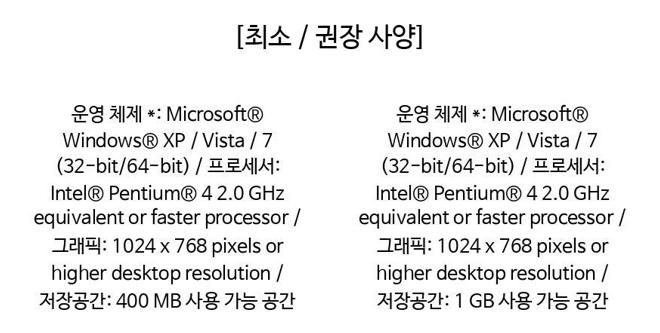 [최소 / 권장 사양]
운영 체제 *: Microsoft®
Windows® XP / Vista / 7
(32-bit/64-bit) / 프로세서:
Intel® Pentium® 4 2.0 GHz
equivalent or faster processor /
그래픽: 1024 x 768 pixels or
higher desktop resolution /
저장공간: 400 MB 사용 가능 공간
운영 체제 *: Microsoft®
Windows® XP / Vista / 7
(32-bit/64-bit) / 프로세서:
Intel® Pentium® 4 2.0 GHz
equivalent or faster processor /
그래픽: 1024 x 768 pixels or
higher desktop resolution /
저장공간: 1 GB 사용 가능 공간